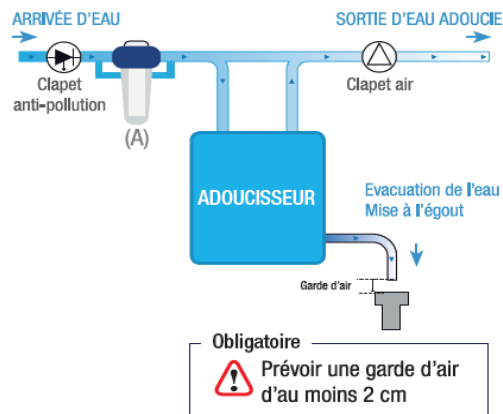 ARRIVÉE D'EAU
SORTIE D'EAU ADOUCIE
Clapet
anti-pollution
(A)
Clapet air
ADOUCISSEUR
Evacuation de l'eau
Mise à l'égout
Garde d'air
Obligatoire
Prévoir une garde d'air
d'au moins 2 cm